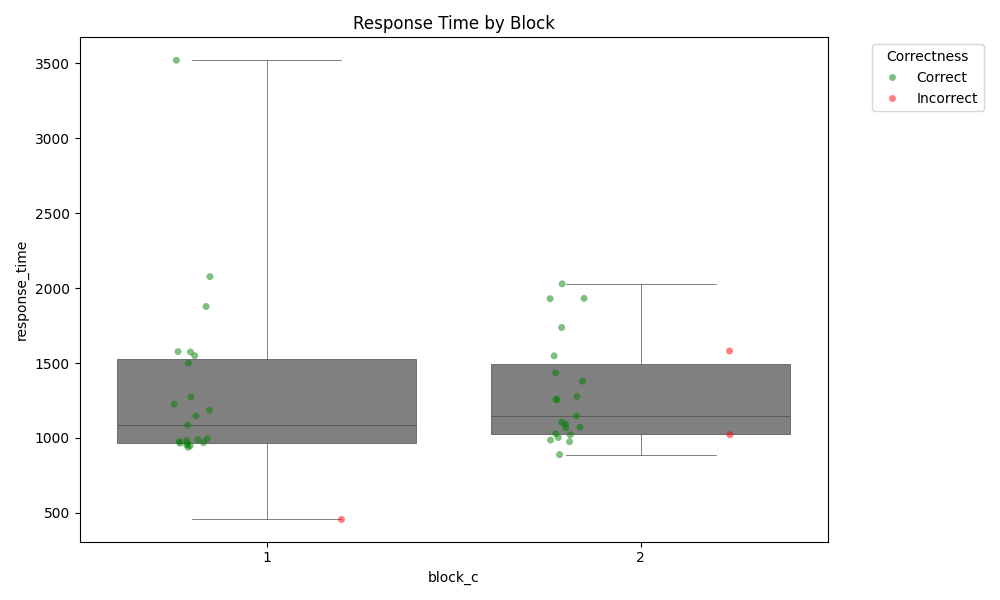 Response Time by Block
Correctness
Correct
Incorrect
3500
3000
2500
2000
1500
1000
500
response_time
1
2
block_c